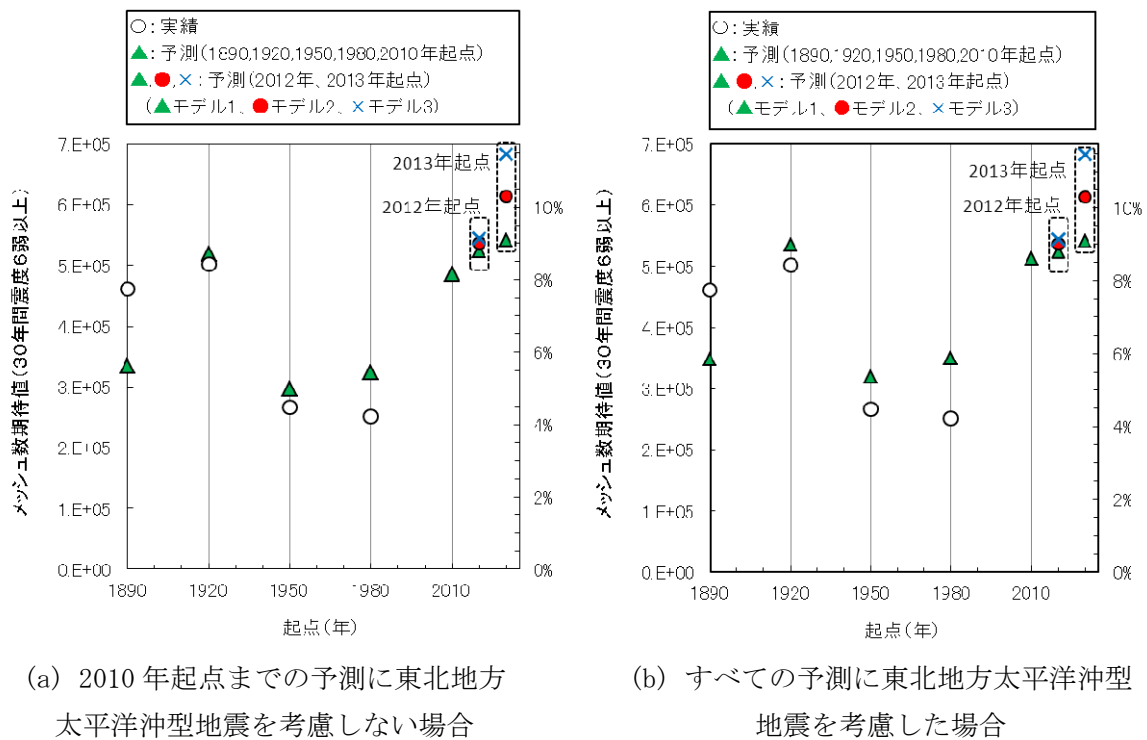 ○: 実績
▲: 予測(1890,1920,1950,1980,2010年起点)
▲,●,×: 予測(2012年、2013年起点)
(▲モデル1、●モデル2、×モデル3)
メッシュ数期待値(30年間震度6弱以上)
7.E+05
6.E+05
5.E+05
4.E+05
3.E+05
2.E+05
1.E+05
0.E+00
2013年起点
2012年起点
10%
8%
6%
4%
2%
0%
1890 1920 1950 1980 2010
起点(年)
(a) 2010 年起点までの予測に東北地方
太平洋沖型地震を考慮しない場合
○: 実績
▲: 予測(1890,1920,1950,1980,2010年起点)
▲,●,×: 予測(2012年、2013年起点)
(▲モデル1、●モデル2、×モデル3)
メッシュ数期待値(30年間震度6弱以上)
7.E+05
6.E+05
5.E+05
4.E+05
3.E+05
2.E+05
1.E+05
0.E+00
2013年起点
2012年起点
10%
8%
6%
4%
2%
0%
1890 1920 1950 1980 2010
起点(年)
(b) すべての予測に東北地方太平洋沖型
地震を考慮した場合